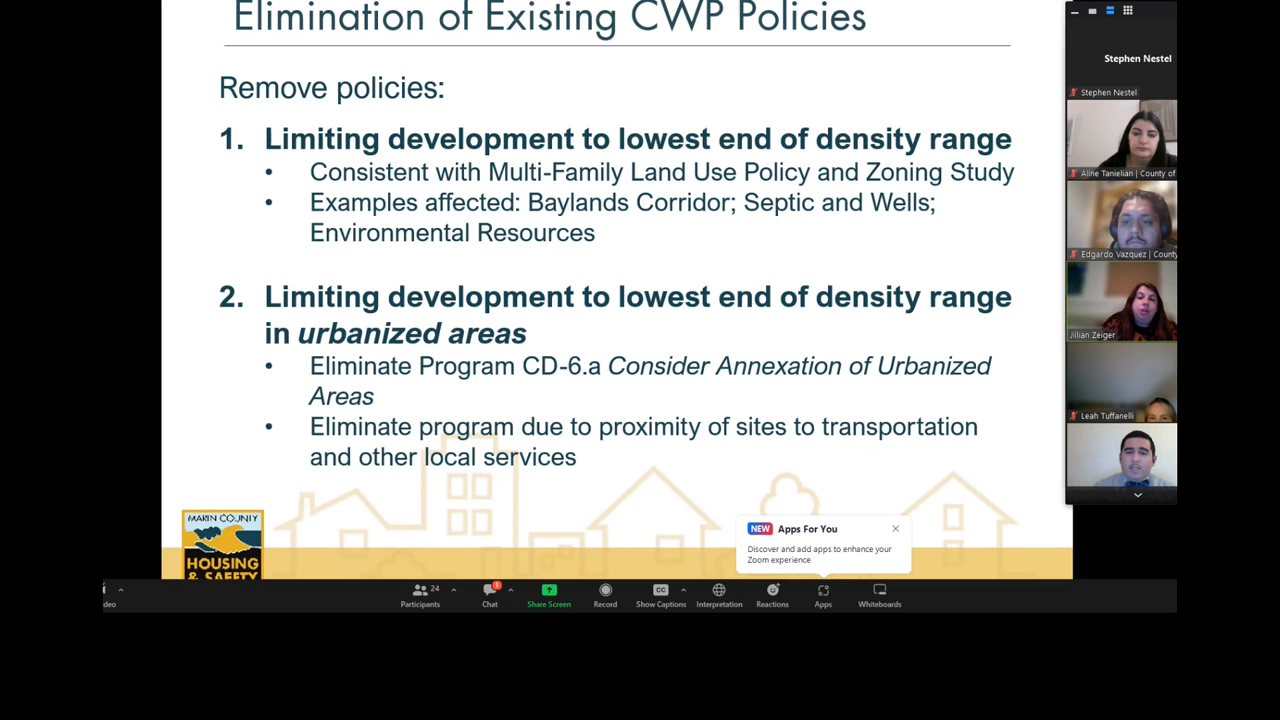 Elimination of Existing CWP Policies
Remove policies:
1. Limiting development to lowest end of density range
• Consistent with Multi-Family Land Use Policy and Zoning Study
• Examples affected: Baylands Corridor; Septic and Wells;
Environmental Resources
2. Limiting development to lowest end of density range
in urbanized areas
• Eliminate Program CD-6.a Consider Annexation of Urbanized
Areas
• Eliminate program due to proximity of sites to transportation
and other local services
MARIN COUNTY
HOUSING
& SAFETY
Stephen Nestel
Stephen Nestel
Aline Tanielian | County of
Edgardo Vazquez | County
Jillian Zeiger
Leah Tuffanelli
NEW Apps For You
Discover and add apps to enhance your
Zoom experience
deo
24
Participants
1
Chat
Share Screen
Record
CC
Show Captions
Interpretation
Reactions
Apps
Whiteboards